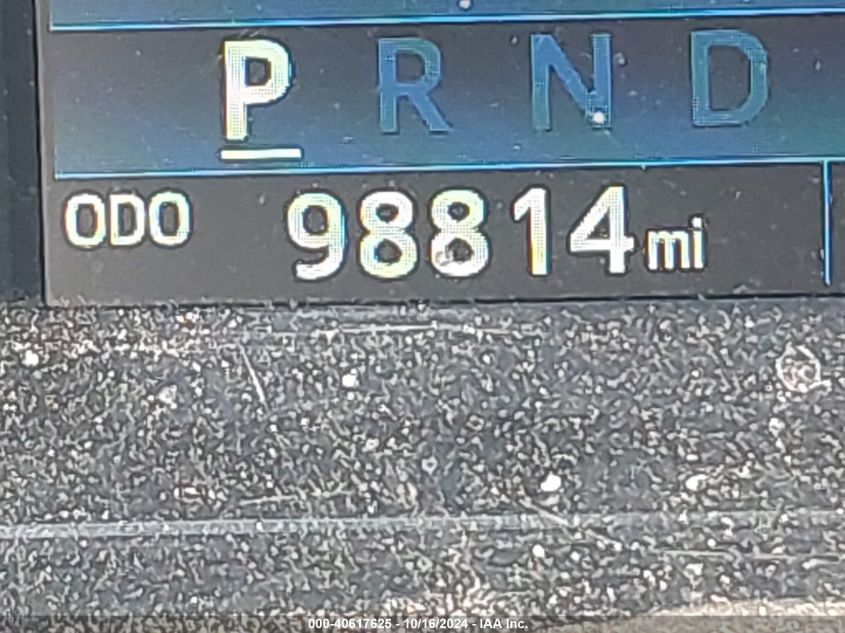 P R N D
ODO 98814 mi
000-40617625 - 10/16/2024 - IAA Inc.